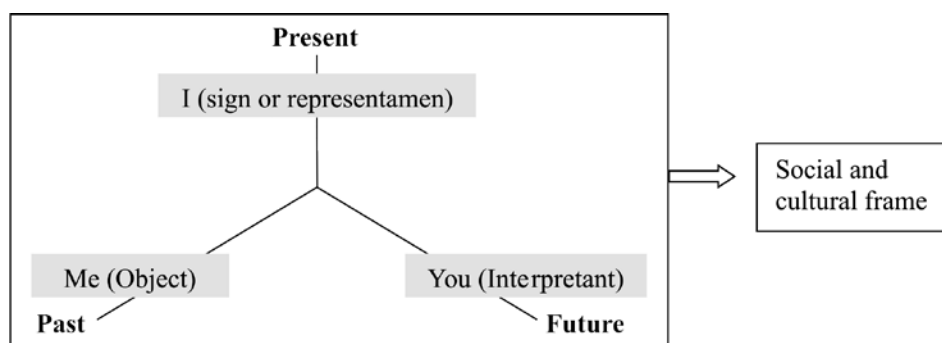 Present
I (sign or representamen)
Social and
cultural frame
Me (Object)
You (Interpretant)
Past
Future